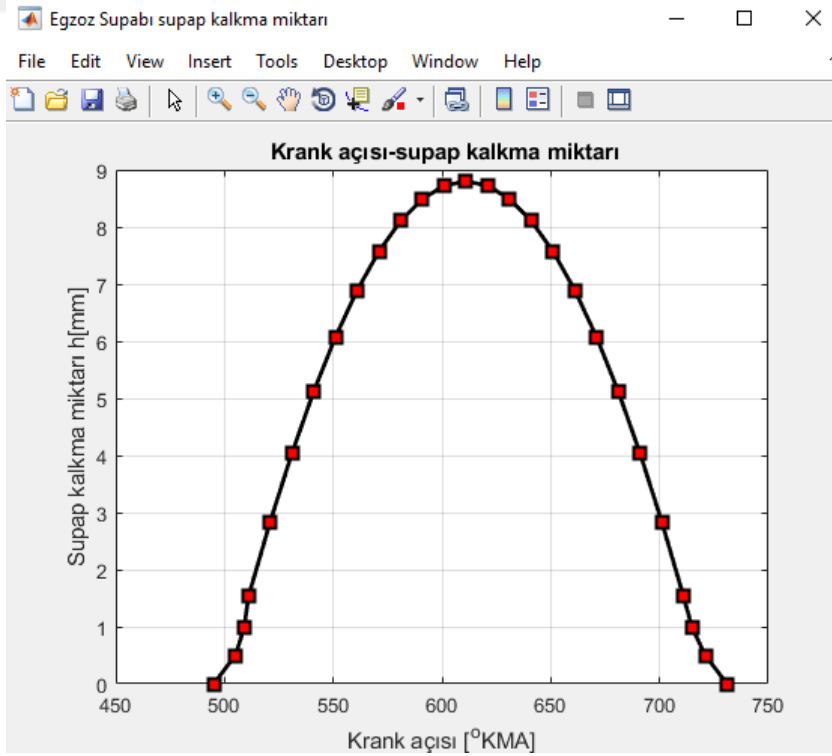 Egzoz Supabı supap kalkma miktarı
File Edit View Insert Tools Desktop Window Help
Krank açısı-supap kalkma miktarı
9
8
7
6
5
4
3
2
1
0
Supap kalkma miktarı h[mm]
450 500 550 600 650 700 750
Krank açısı [°KMA]